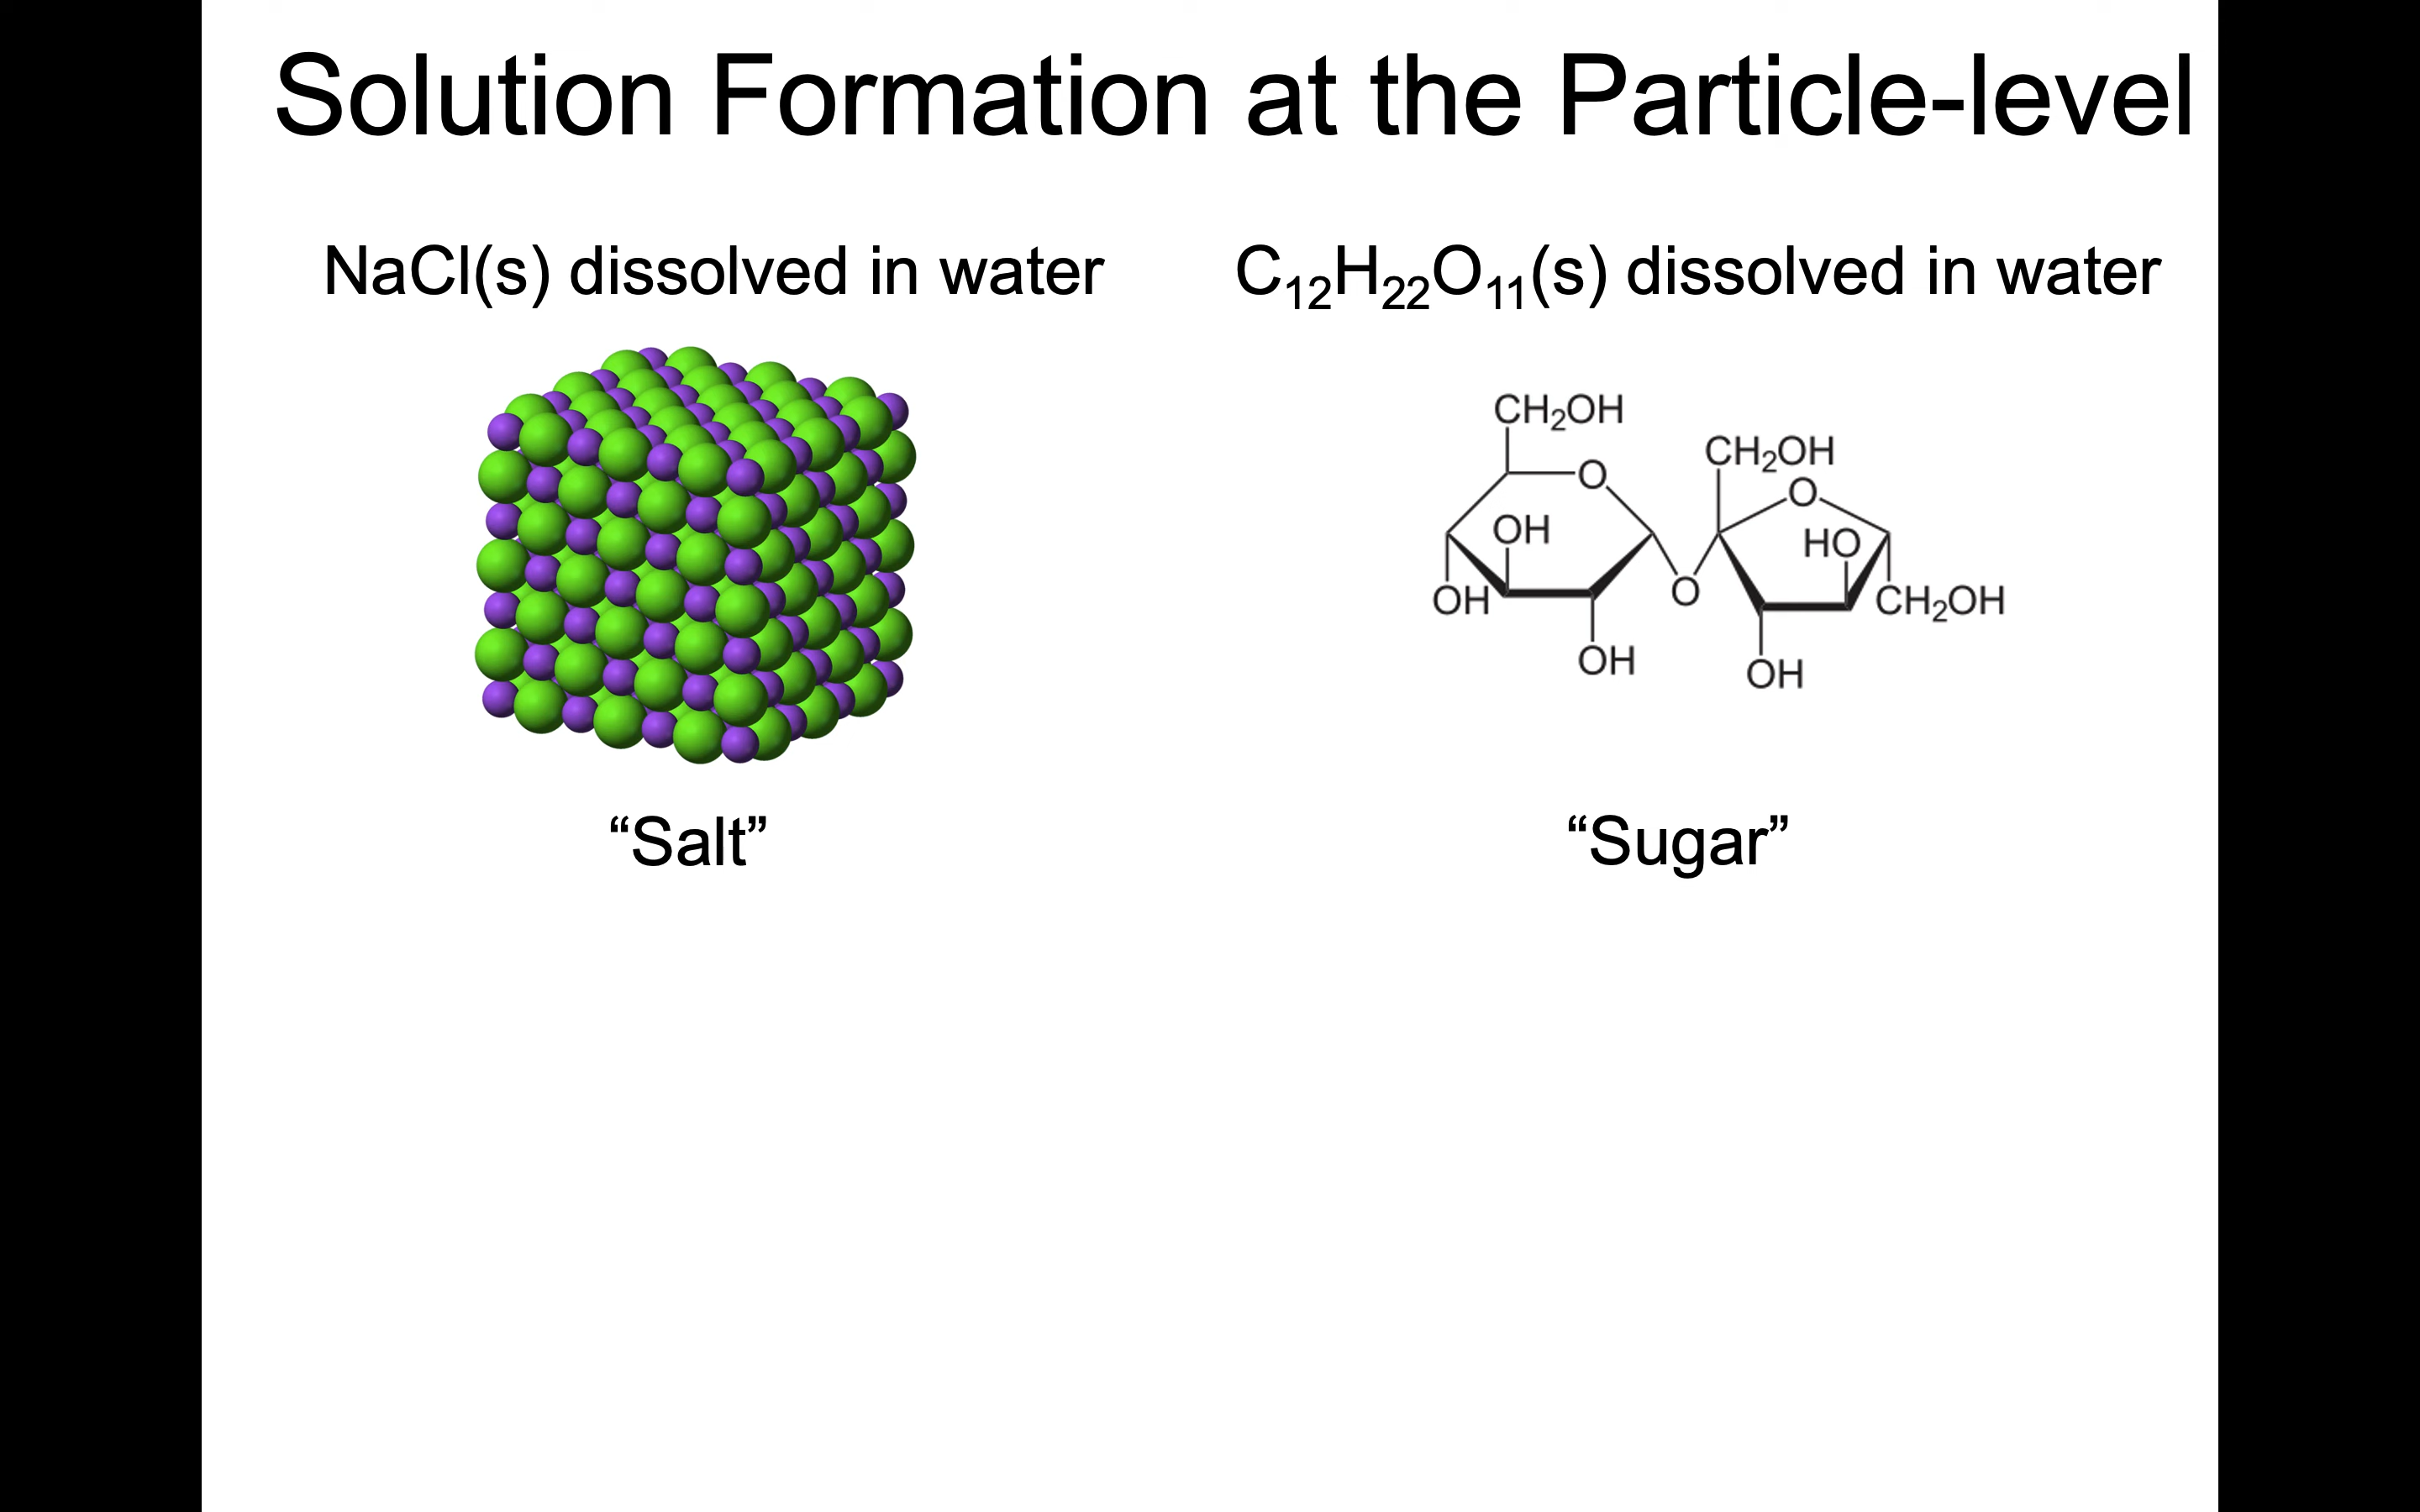 Solution Formation at the Particle-level
NaCl(s) dissolved in water
C₁₂H₂₂O₁₁(s) dissolved in water
CH₂OH
CH₂OH
O
O
OH
HO
OH
O
CH₂OH
OH
OH
“Salt”
“Sugar”